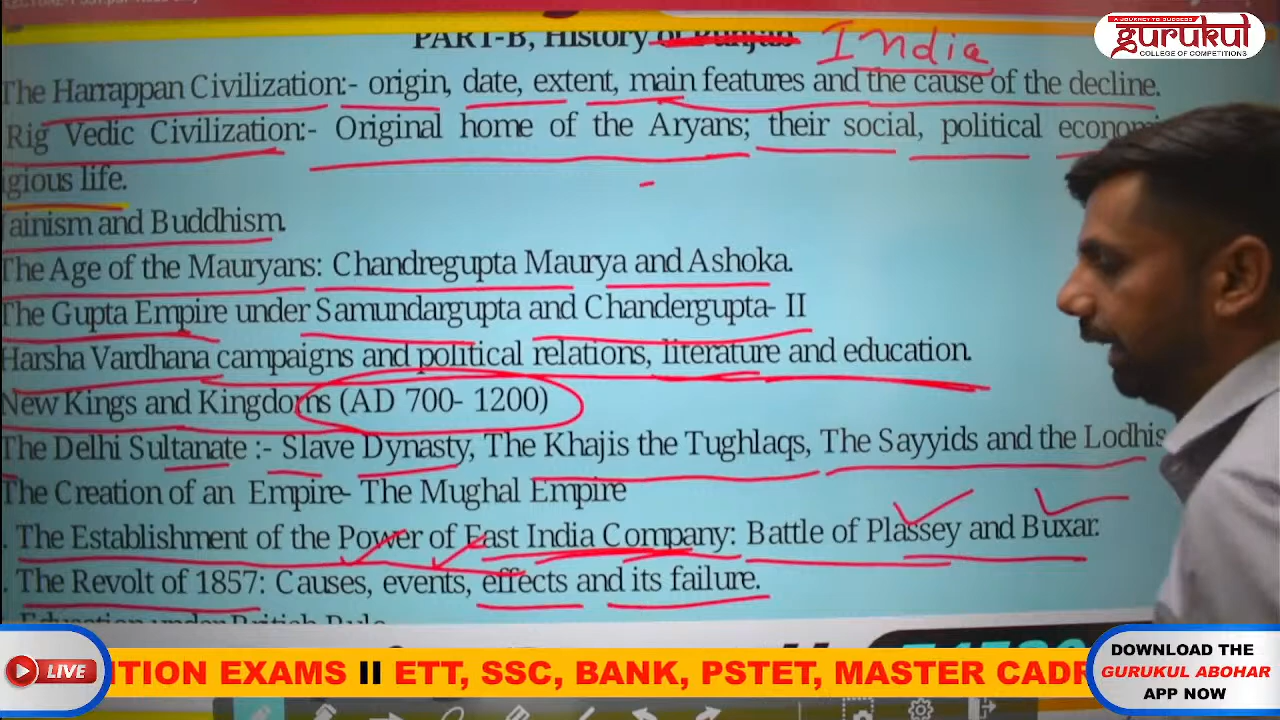 PART-B, History of Punjab India
A JOURNEY TO SUCCESS
gurukul
COLLEGE OF COMPETITIONS
The Harrappan Civilization:- origin, date, extent, main features and the cause of the decline.
Rig Vedic Civilization:- Original home of the Aryans; their social, political
igious life.
ainism and Buddhism.
The Age of the Mauryans: Chandregupta Maurya and Ashoka.
The Gupta Empire under Samundargupta and Chandergupta- II
Harsha Vardhana campaigns and political relations, literature and education.
New Kings and Kingdoms (AD 700- 1200)
The Delhi Sultanate :- Slave Dynasty, The Khajis the Tughlaqs, The Sayyids and the Lodhis
The Creation of an Empire- The Mughal Empire
. The Establishment of the Power of East India Company: Battle of Plassey and Buxar.
. The Revolt of 1857: Causes, events, effects and its failure.
. Education under British Rule
LIVE
ITION EXAMS II ETT, SSC, BANK, PSTET, MASTER CADR
DOWNLOAD THE
GURUKUL ABOHAR
APP NOW